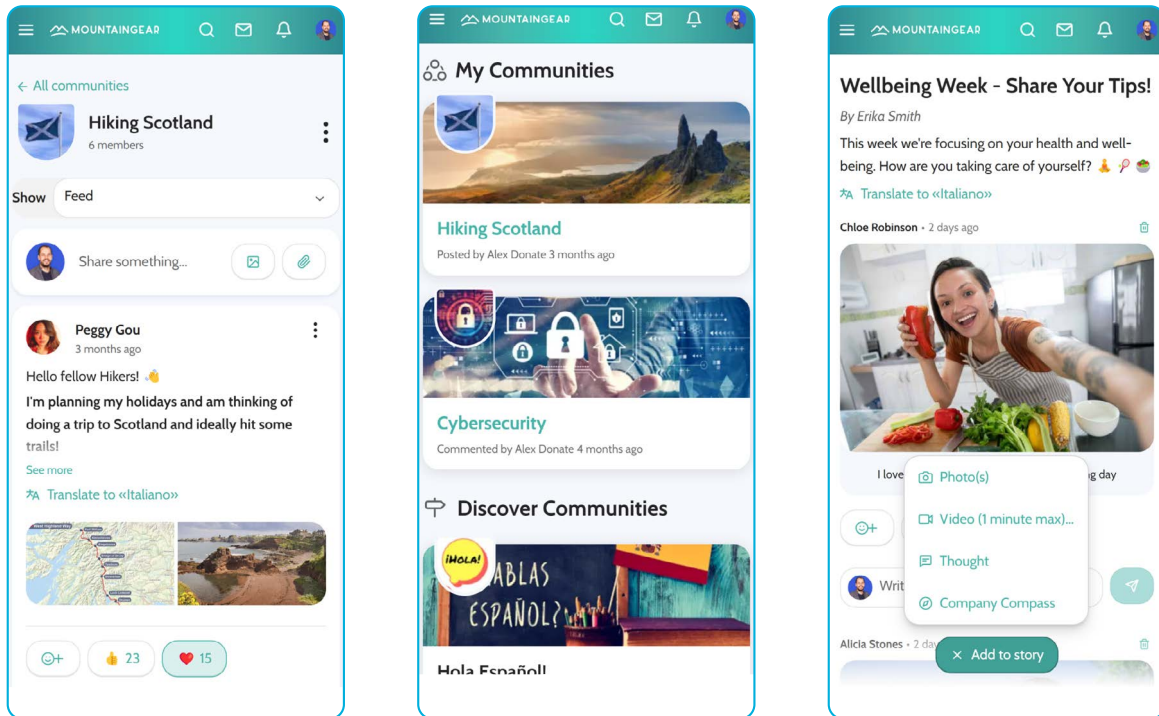 MOUNTAINGEAR
← All communities
Hiking Scotland
6 members
Show Feed
Share something...
Peggy Gou
3 months ago
Hello fellow Hikers! 👋
I'm planning my holidays and am thinking of
doing a trip to Scotland and ideally hit some
trails!
See more
Translate to «Italiano»
👍 23
❤️ 15
MOUNTAINGEAR
My Communities
Hiking Scotland
Posted by Alex Donate 3 months ago
Cybersecurity
Commented by Alex Donate 4 months ago
Discover Communities
¡HOLA!
ABLAS
ESPAÑOL?
Hola Español!
MOUNTAINGEAR
Wellbeing Week - Share Your Tips!
By Erika Smith
This week we're focusing on your health and well-
being. How are you taking care of yourself? 🧘 🎾 🥗
Translate to «Italiano»
Chloe Robinson • 2 days ago
I love
g day
Photo(s)
Video (1 minute max)...
Thought
Company Compass
Writ
Alicia Stones • 2 day
× Add to story